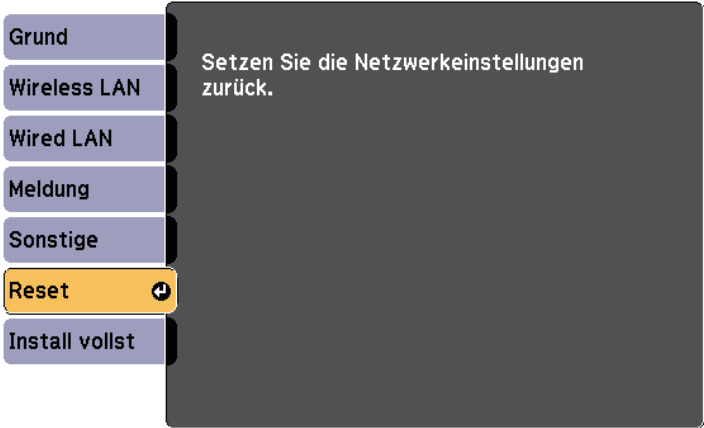 Grund
Wireless LAN
Wired LAN
Meldung
Sonstige
Reset
Install vollst
Setzen Sie die Netzwerkeinstellungen
zurück.